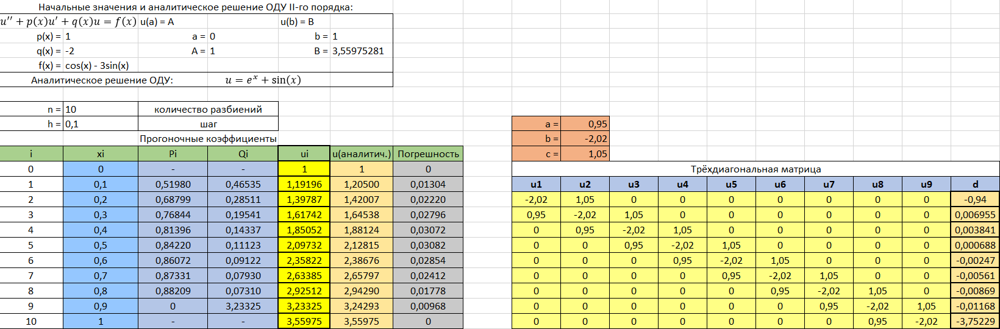 Начальные значения и аналитическое решение ОДУ II-го порядка:
u′′ + p(x)u′ + q(x)u = f(x) u(a) = A u(b) = B
p(x) = 1 a = 0 b = 1
q(x) = -2 A = 1 B = 3,55975281
f(x) = cos(x) - 3sin(x)
Аналитическое решение ОДУ: u = eˣ + sin(x)
n = 10 количество разбиений
h = 0,1 шаг
a = 0,95
Прогоночные коэффициенты
b = -2,02
i xi Pi Qi ui u(аналитич.) Погрешность
c = 1,05
0 0 - - 1 1 0
Трёхдиагональная матрица
1 0,1 0,51980 0,46535 1,19196 1,20500 0,01304
u1 u2 u3 u4 u5 u6 u7 u8 u9 d
2 0,2 0,68799 0,28511 1,39787 1,42007 0,02220
-2,02 1,05 0 0 0 0 0 0 0 -0,94
3 0,3 0,76844 0,19541 1,61742 1,64538 0,02796
0,95 -2,02 1,05 0 0 0 0 0 0 0,006955
4 0,4 0,81396 0,14337 1,85052 1,88124 0,03072
0 0,95 -2,02 1,05 0 0 0 0 0 0,003841
5 0,5 0,84220 0,11123 2,09732 2,12815 0,03082
0 0 0,95 -2,02 1,05 0 0 0 0 0,000688
6 0,6 0,86072 0,09122 2,35822 2,38676 0,02854
0 0 0 0,95 -2,02 1,05 0 0 0 -0,00247
7 0,7 0,87331 0,07930 2,63385 2,65797 0,02412
0 0 0 0 0,95 -2,02 1,05 0 0 -0,00561
8 0,8 0,88209 0,07310 2,92512 2,94290 0,01778
0 0 0 0 0 0,95 -2,02 1,05 0 -0,00869
9 0,9 0 3,23325 3,23325 3,24293 0,00968
0 0 0 0 0 0 0,95 -2,02 1,05 -0,01168
10 1 - - 3,55975 3,55975 0
0 0 0 0 0 0 0 0,95 -2,02 -3,75229